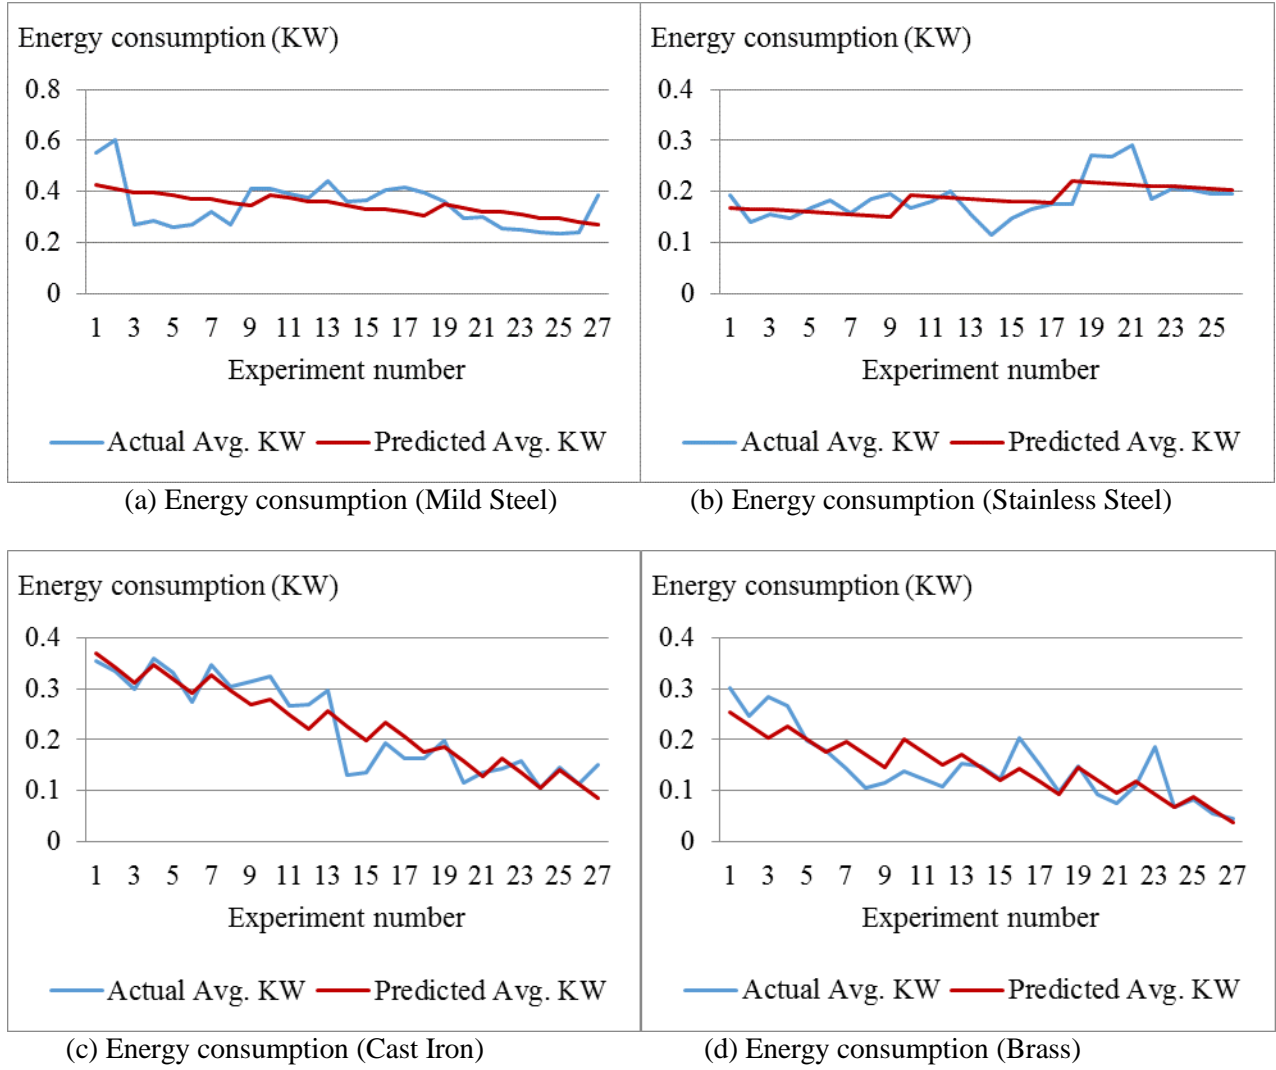 Energy consumption (KW)
0.8
0.6
0.4
0.2
0
1 3 5 7 9 11 13 15 17 19 21 23 25 27
Experiment number
Actual Avg. KW Predicted Avg. KW
(a) Energy consumption (Mild Steel)
Energy consumption (KW)
0.4
0.3
0.2
0.1
0
1 3 5 7 9 11 13 15 17 19 21 23 25
Experiment number
Actual Avg. KW Predicted Avg. KW
(b) Energy consumption (Stainless Steel)
Energy consumption (KW)
0.4
0.3
0.2
0.1
0
1 3 5 7 9 11 13 15 17 19 21 23 25 27
Experiment number
Actual Avg. KW Predicted Avg. KW
(c) Energy consumption (Cast Iron)
Energy consumption (KW)
0.4
0.3
0.2
0.1
0
1 3 5 7 9 11 13 15 17 19 21 23 25 27
Experiment number
Actual Avg. KW Predicted Avg. KW
(d) Energy consumption (Brass)